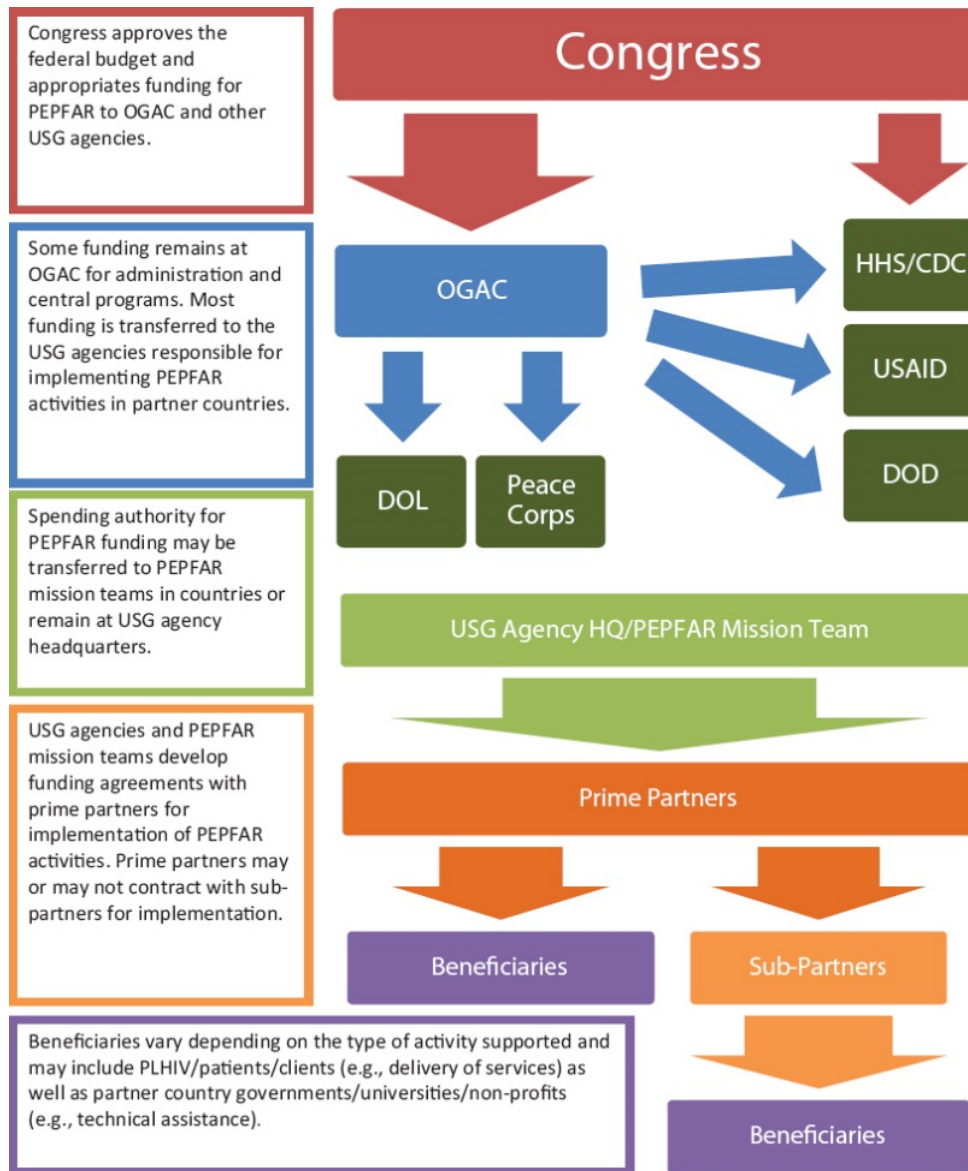 Congress approves the
federal budget and
appropriates funding for
PEPFAR to OGAC and other
USG agencies.
Congress
Some funding remains at
OGAC for administration and
central programs. Most
funding is transferred to the
USG agencies responsible for
implementing PEPFAR
activities in partner countries.
OGAC
HHS/CDC
USAID
DOD
DOL
Peace
Corps
Spending authority for
PEPFAR funding may be
transferred to PEPFAR
mission teams in countries or
remain at USG agency
headquarters.
USG Agency HQ/PEPFAR Mission Team
USG agencies and PEPFAR
mission teams develop
funding agreements with
prime partners for
implementation of PEPFAR
activities. Prime partners may
or may not contract with sub-
partners for implementation.
Prime Partners
Beneficiaries
Sub-Partners
Beneficiaries vary depending on the type of activity supported and
may include PLHIV/patients/clients (e.g., delivery of services) as
well as partner country governments/universities/non-profits
(e.g., technical assistance).
Beneficiaries